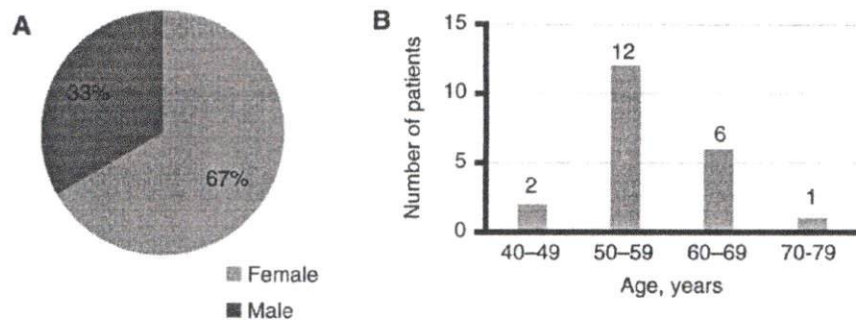 A
33%
67%
Female
Male
B
Number of patients
15
10
5
0
2
12
6
1
40–49
50–59
60–69
70-79
Age, years